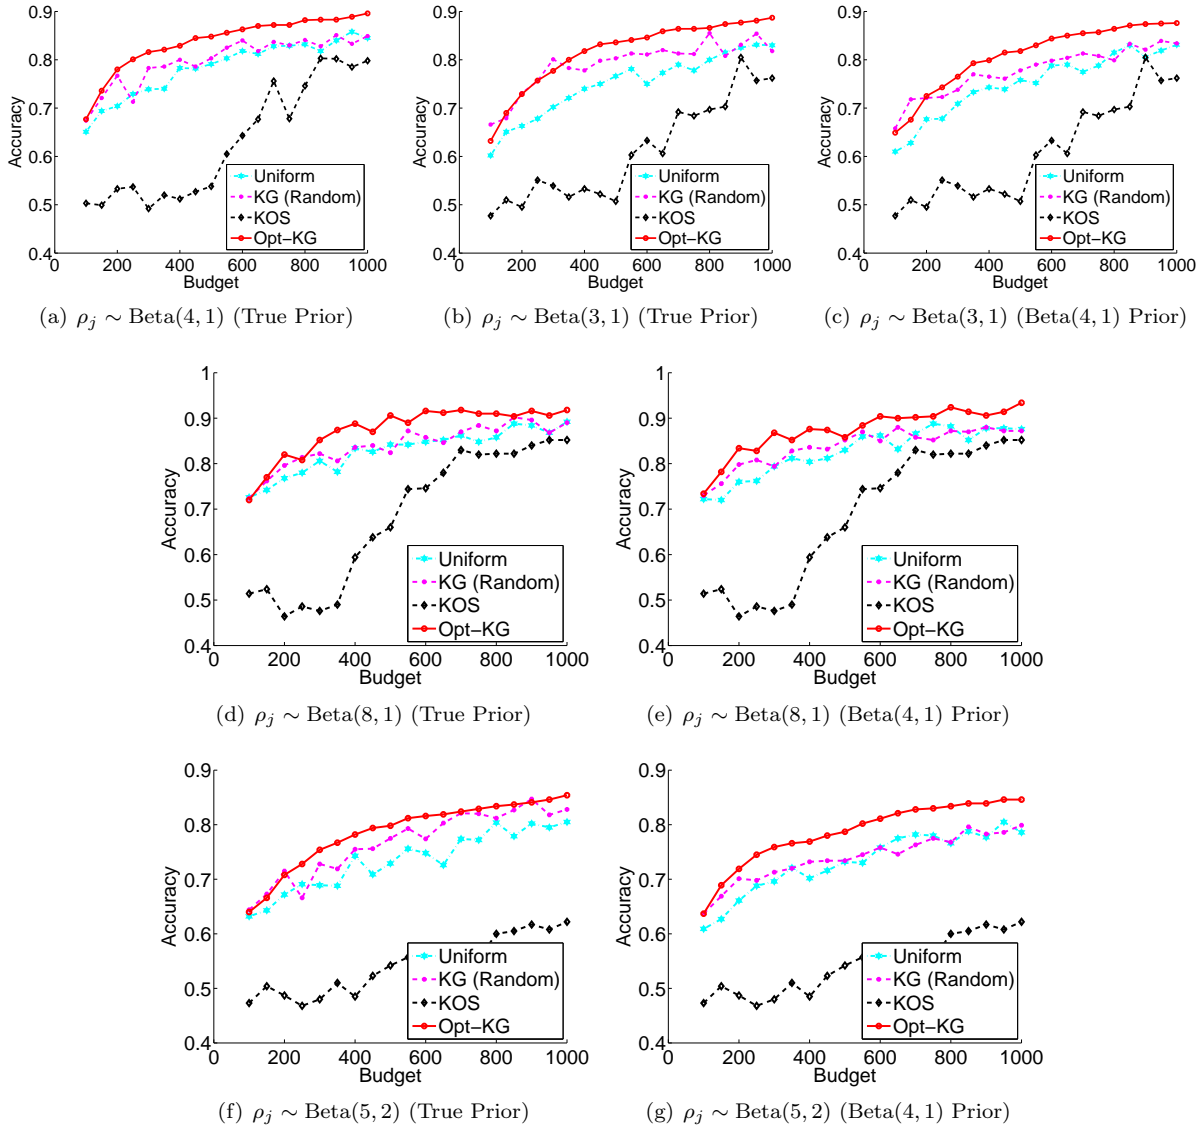 0.9
0.8
0.7
0.6
0.5
0.4
0 200 400 600 800 1000
Accuracy
Budget
Uniform
KG (Random)
KOS
Opt−KG
(a) ρj ∼ Beta(4, 1) (True Prior)
0.9
0.8
0.7
0.6
0.5
0.4
0 200 400 600 800 1000
Accuracy
Budget
Uniform
KG (Random)
KOS
Opt−KG
(b) ρj ∼ Beta(3, 1) (True Prior)
0.9
0.8
0.7
0.6
0.5
0.4
0 200 400 600 800 1000
Accuracy
Budget
Uniform
KG (Random)
KOS
Opt−KG
(c) ρj ∼ Beta(3, 1) (Beta(4, 1) Prior)
1
0.9
0.8
0.7
0.6
0.5
0.4
0 200 400 600 800 1000
Accuracy
Budget
Uniform
KG (Random)
KOS
Opt−KG
(d) ρj ∼ Beta(8, 1) (True Prior)
1
0.9
0.8
0.7
0.6
0.5
0.4
0 200 400 600 800 1000
Accuracy
Budget
Uniform
KG (Random)
KOS
Opt−KG
(e) ρj ∼ Beta(8, 1) (Beta(4, 1) Prior)
0.9
0.8
0.7
0.6
0.5
0.4
0 200 400 600 800 1000
Accuracy
Budget
Uniform
KG (Random)
KOS
Opt−KG
(f) ρj ∼ Beta(5, 2) (True Prior)
0.9
0.8
0.7
0.6
0.5
0.4
0 200 400 600 800 1000
Accuracy
Budget
Uniform
KG (Random)
KOS
Opt−KG
(g) ρj ∼ Beta(5, 2) (Beta(4, 1) Prior)